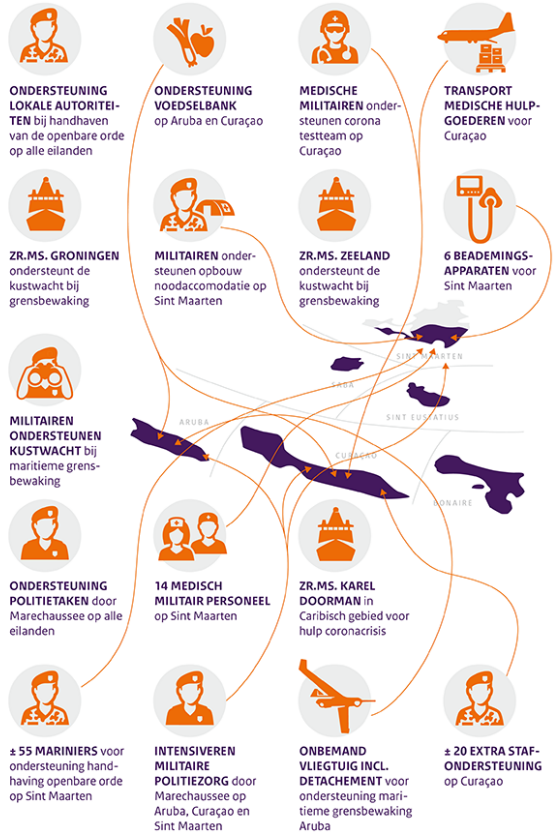 ONDERSTEUNING
LOKALE AUTORITEI-
TEN bij handhaven
van de openbare orde
op alle eilanden
ONDERSTEUNING
VOEDSELBANK
op Aruba en Curaçao
MEDISCHE
MILITAIREN onder-
steunen corona
testteam op
Curaçao
TRANSPORT
MEDISCHE HULP-
GOEDEREN voor
Curaçao
ZR.MS. GRONINGEN
ondersteunt de
kustwacht bij
grensbewaking
MILITAIREN onder-
steunen opbouw
noodaccomodatie op
Sint Maarten
ZR.MS. ZEELAND
ondersteunt de
kustwacht bij
grensbewaking
6 BEADEMINGS-
APPARATEN voor
Sint Maarten
SINT MAARTEN
SABA
SINT EUSTATIUS
ARUBA
CURAÇAO
BONAIRE
MILITAIREN
ONDERSTEUNEN
KUSTWACHT bij
maritieme grens-
bewaking
ONDERSTEUNING
POLITIETAKEN door
Marechaussee op alle
eilanden
14 MEDISCH
MILITAIR PERSONEEL
op Sint Maarten
ZR.MS. KAREL
DOORMAN in
Caribisch gebied voor
hulp coronacrisis
± 55 MARINIERS voor
ondersteuning hand-
having openbare orde
op Sint Maarten
INTENSIVEREN
MILITAIRE
POLITIEZORG door
Marechaussee op
Aruba, Curaçao en
Sint Maarten
ONBEMAND
VLIEGTUIG INCL.
DETACHEMENT voor
ondersteuning mari-
tieme grensbewaking
Aruba
± 20 EXTRA STAF-
ONDERSTEUNING
op Curaçao